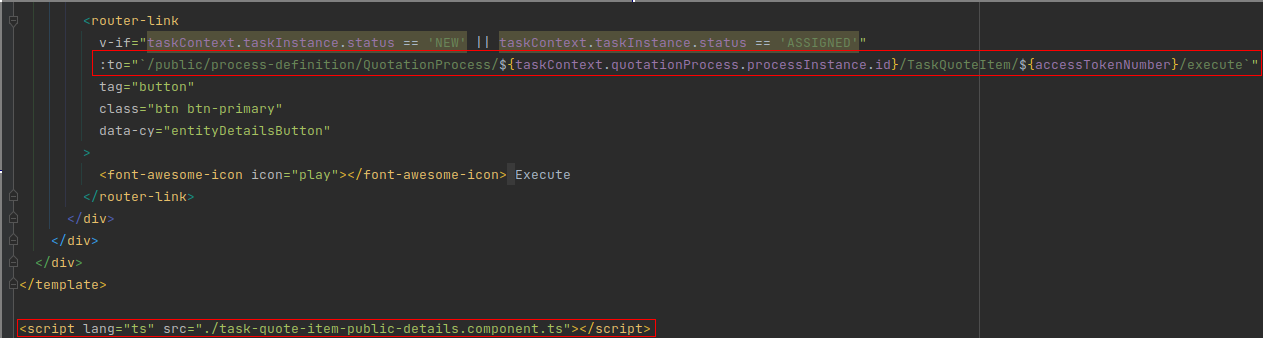 <router-link
v-if="taskContext.taskInstance.status == 'NEW' || taskContext.taskInstance.status == 'ASSIGNED'"
:to="`/public/process-definition/QuotationProcess/${taskContext.quotationProcess.processInstance.id}/TaskQuoteItem/${accessTokenNumber}/execute`"
tag="button"
class="btn btn-primary"
data-cy="entityDetailsButton"
>
<font-awesome-icon icon="play"></font-awesome-icon> Execute
</router-link>
</div>
</div>
</div>
</template>
<script lang="ts" src="./task-quote-item-public-details.component.ts"></script>